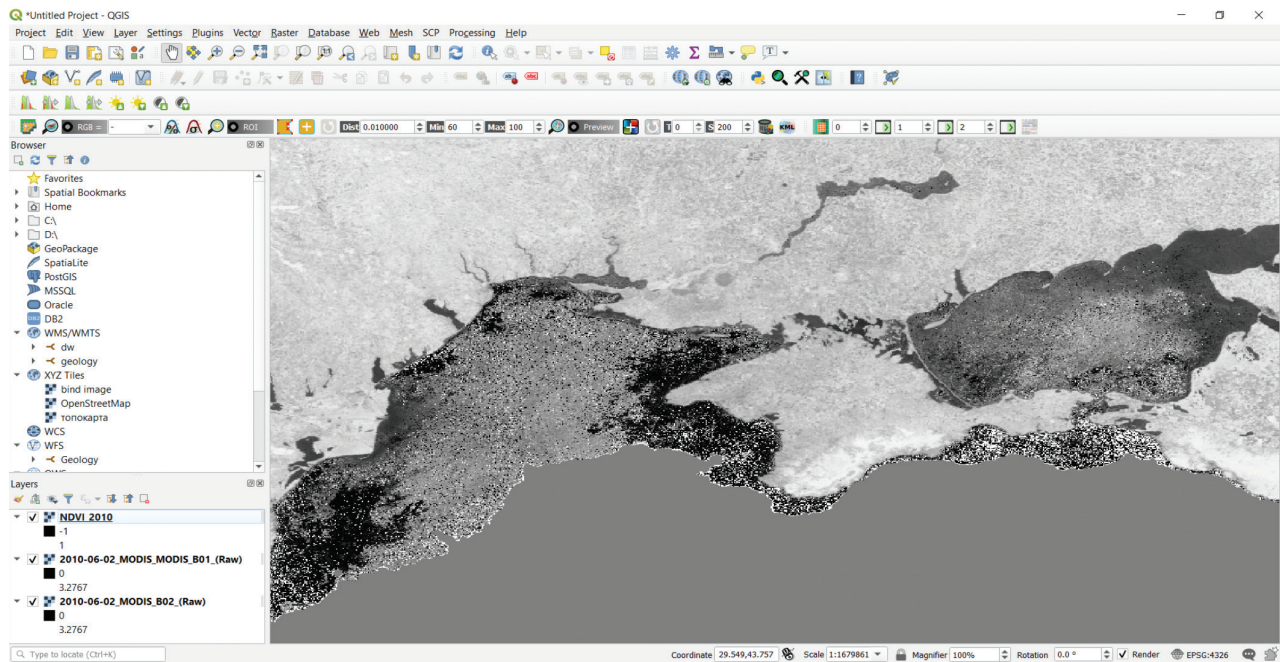 *Untitled Project - QGIS
Project Edit View Layer Settings Plugins Vector Raster Database Web Mesh SCP Processing Help
RGB = - ROI Dist 0.010000 Min 60 Max 100 Preview T 0 S 200 KML 0 1 2
Browser
Favorites
Spatial Bookmarks
Home
C:\
D:\
GeoPackage
SpatiaLite
PostGIS
MSSQL
Oracle
DB2
WMS/WMTS
dw
geology
XYZ Tiles
bind image
OpenStreetMap
топокарта
WCS
WFS
Geology
Layers
NDVI_2010
-1
1
2010-06-02_MODIS_MODIS_B01_(Raw)
0
3.2767
2010-06-02_MODIS_B02_(Raw)
0
3.2767
Type to locate (Ctrl+K) Coordinate 29.549,43.757 Scale 1:1679861 Magnifier 100% Rotation 0.0 ° Render EPSG:4326